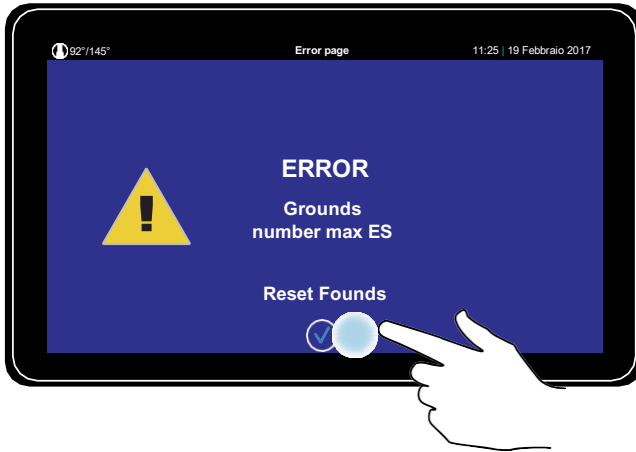 92°/145° Error page 11:25 | 19 Febbraio 2017
ERROR
Grounds
number max ES
Reset Founds